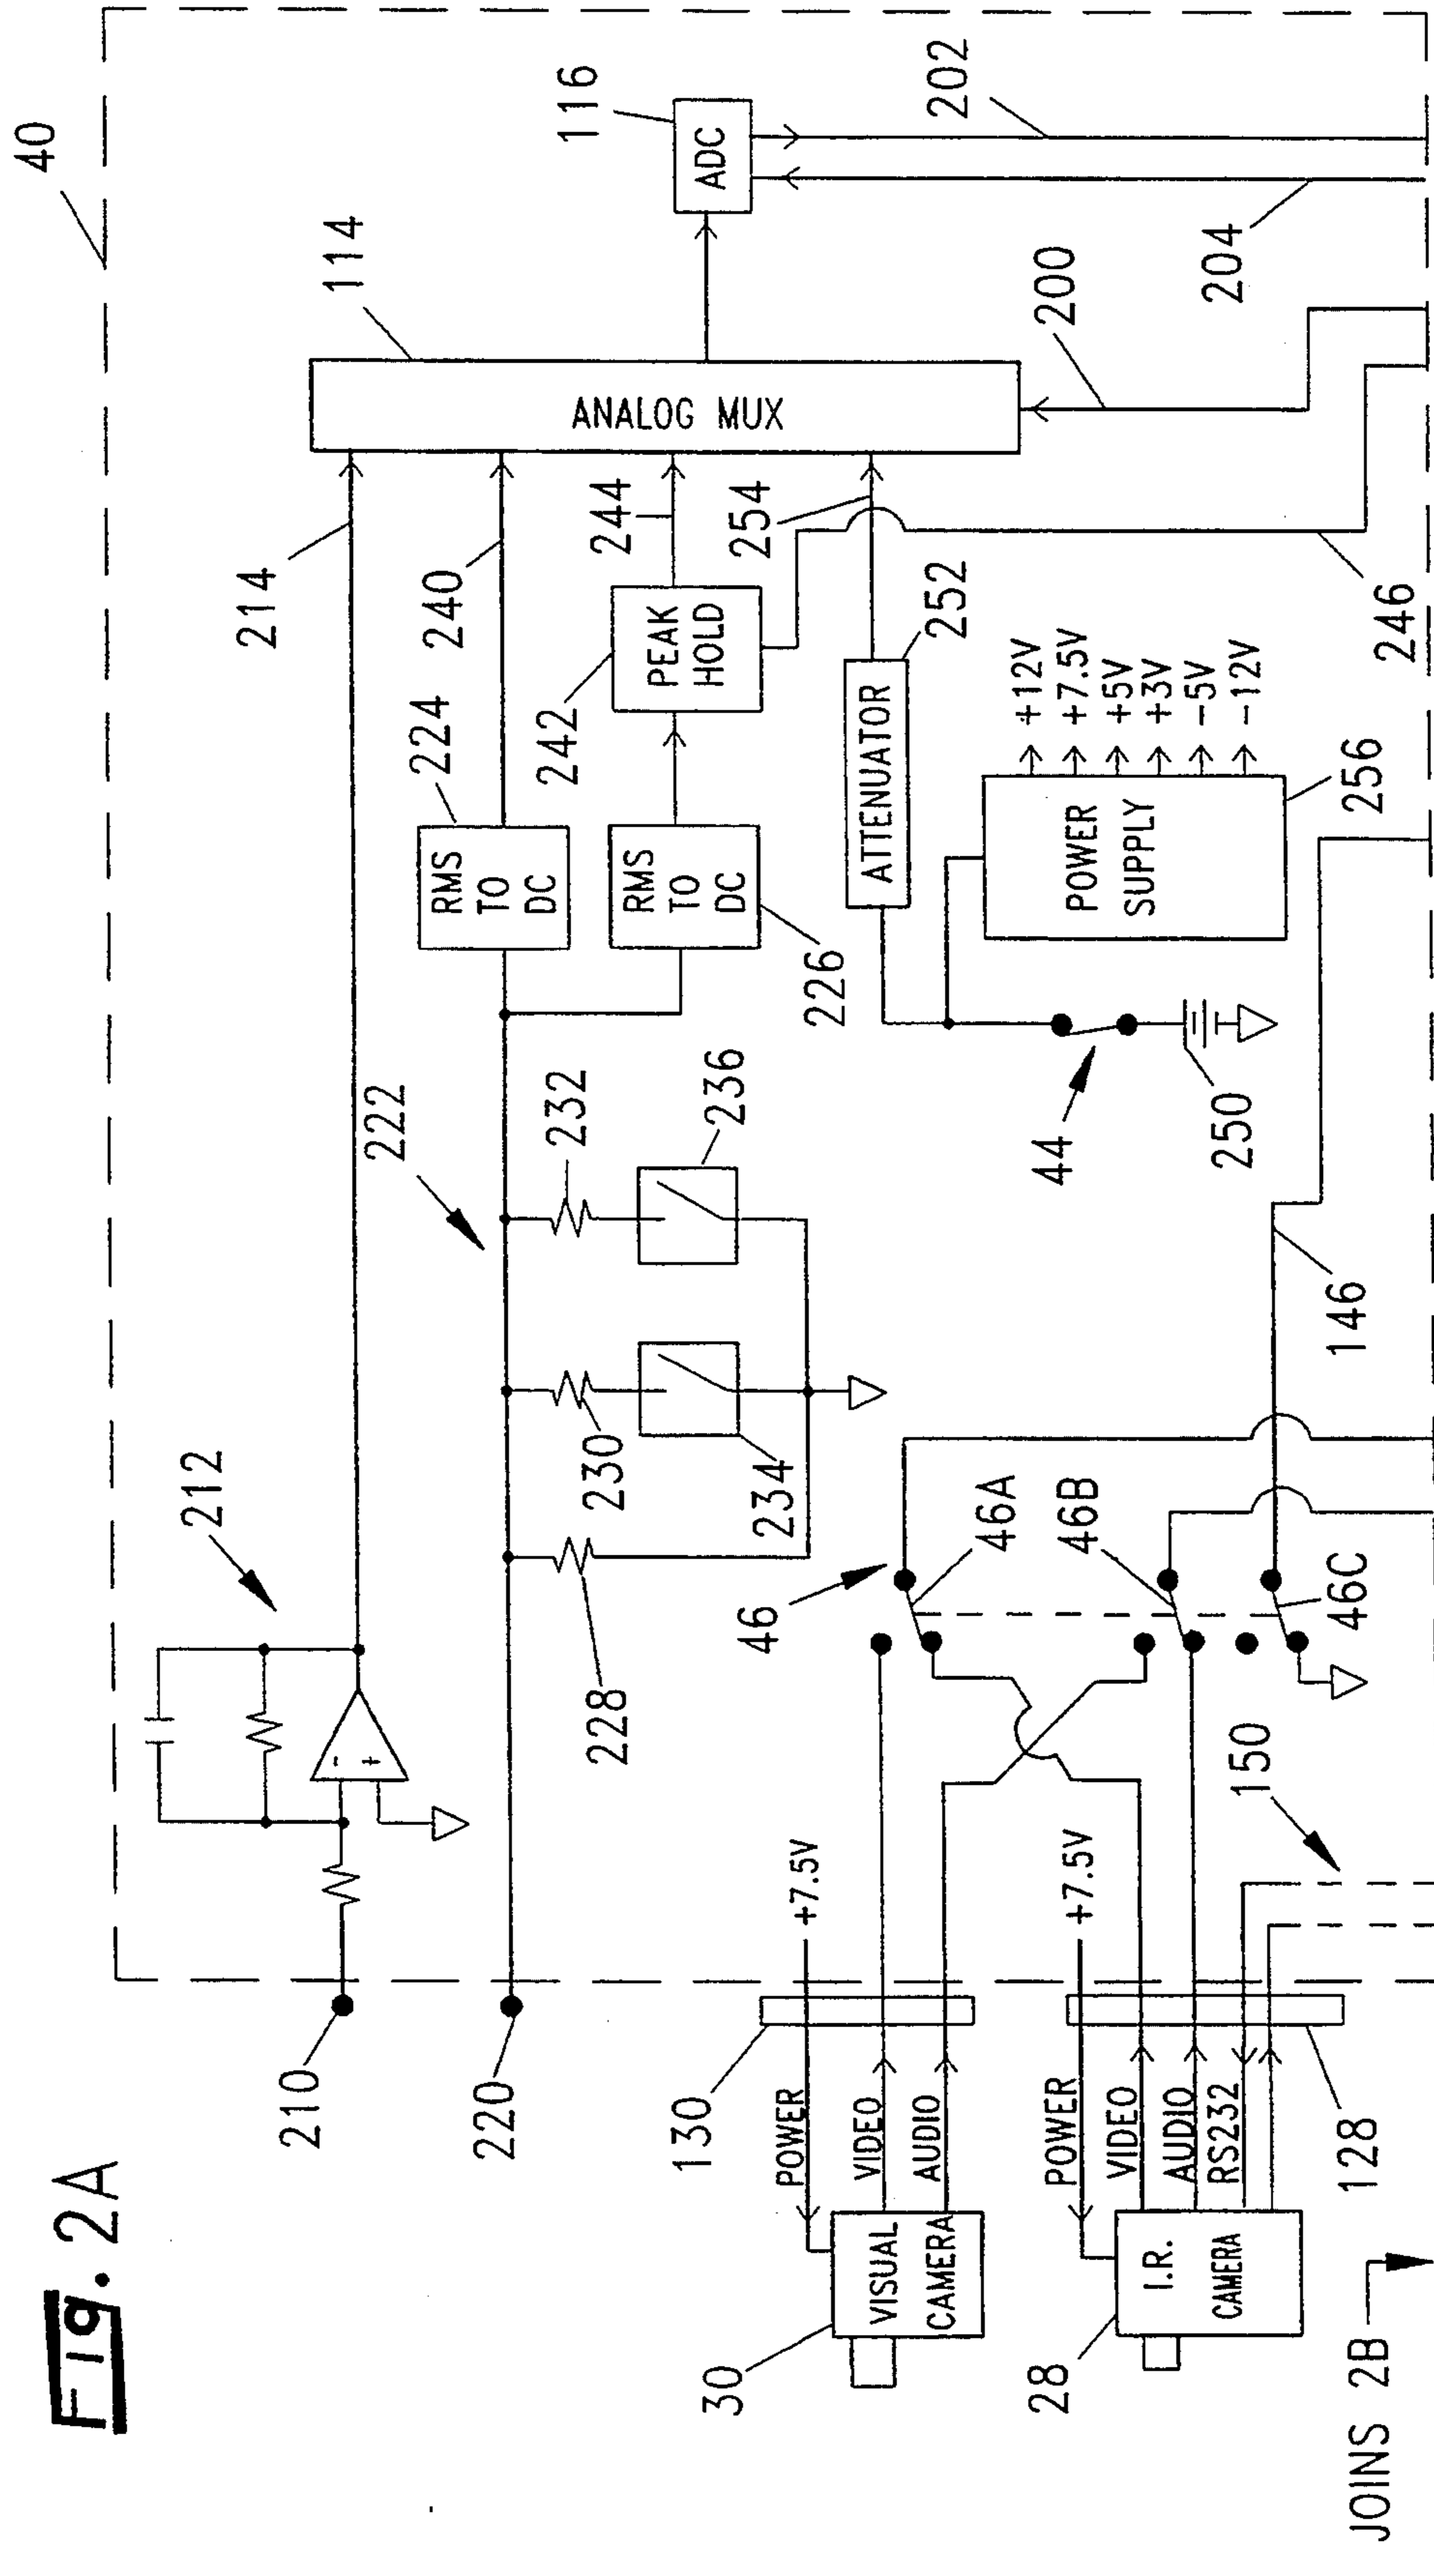 Fig. 2A
40
116
ADC
202
204
114
ANALOG MUX
200
214
240
244
254
246
224
RMS
TO
DC
242
PEAK
HOLD
RMS
TO
DC
226
ATTENUATOR
252
POWER
SUPPLY
+12V
+7.5V
+5V
+3V
-5V
-12V
256
222
232
236
230
234
228
44
250
212
-
+
46
46A
46B
46C
146
150
210
220
130
+7.5V
POWER
VIDEO
AUDIO
VISUAL
CAMERA
30
+7.5V
POWER
VIDEO
AUDIO
RS232
128
I.R.
CAMERA
28
JOINS 2B